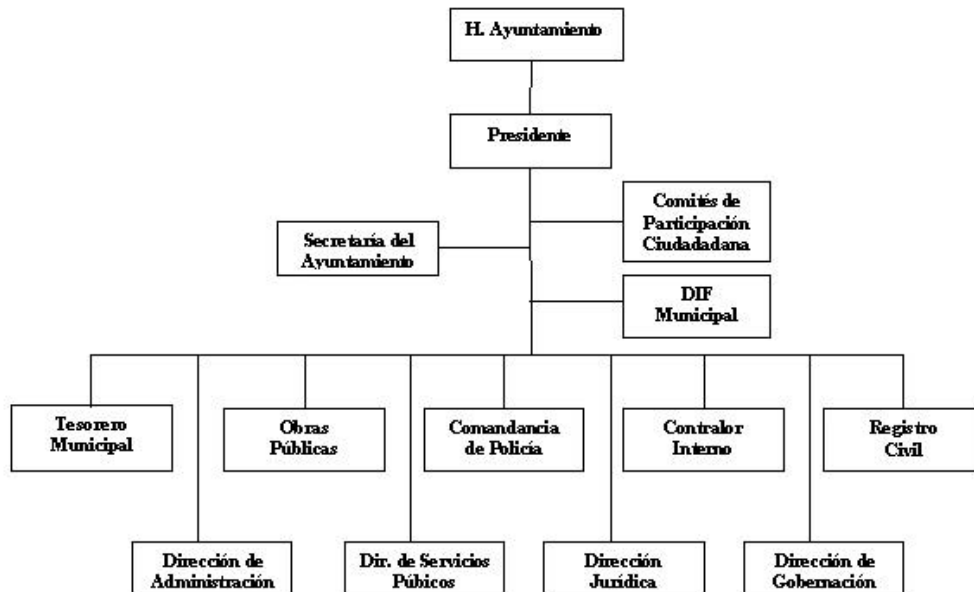 H. Ayuntamiento
Presidente
Comités de
Participación
Ciudadadana
Secretaría del
Ayuntamiento
DIF
Municipal
Tesorero
Municipal
Obras
Públicas
Comandancia
de Policía
Contralor
Interno
Registro
Civil
Dirección de
Administración
Dir. de Servicios
Púbicos
Dirección
Jurídica
Dirección de
Gobernación